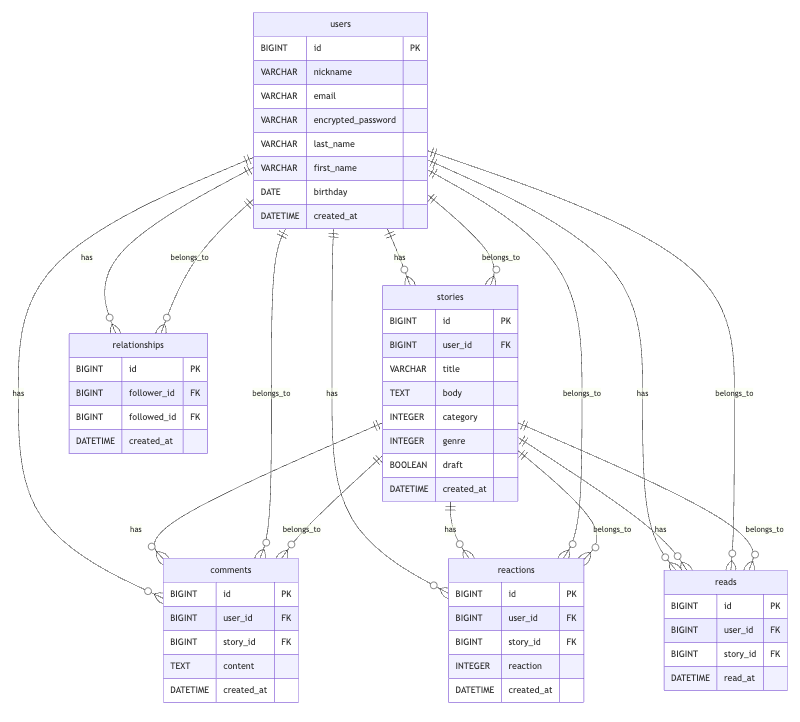 users
BIGINT id PK
VARCHAR nickname
VARCHAR email
VARCHAR encrypted_password
VARCHAR last_name
VARCHAR first_name
DATE birthday
DATETIME created_at
has belongs_to has belongs_to
stories
BIGINT id PK
BIGINT user_id FK
VARCHAR title
TEXT body
INTEGER category
INTEGER genre
BOOLEAN draft
DATETIME created_at
relationships
BIGINT id PK
BIGINT follower_id FK
BIGINT followed_id FK
DATETIME created_at
has belongs_to has belongs_to has belongs_to
has belongs_to has belongs_to has belongs_to
comments
BIGINT id PK
BIGINT user_id FK
BIGINT story_id FK
TEXT content
DATETIME created_at
reactions
BIGINT id PK
BIGINT user_id FK
BIGINT story_id FK
INTEGER reaction
DATETIME created_at
reads
BIGINT id PK
BIGINT user_id FK
BIGINT story_id FK
DATETIME read_at